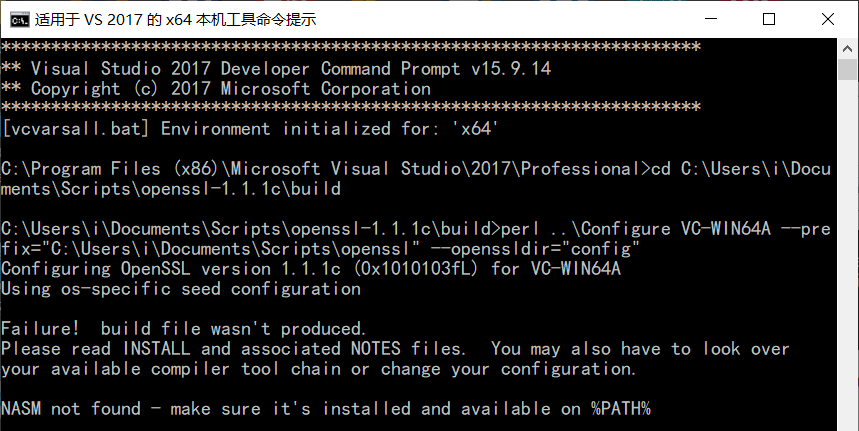 适用于 VS 2017 的 x64 本机工具命令提示
**********************************************************************
** Visual Studio 2017 Developer Command Prompt v15.9.14
** Copyright (c) 2017 Microsoft Corporation
**********************************************************************
[vcvarsall.bat] Environment initialized for: 'x64'
C:\Program Files (x86)\Microsoft Visual Studio\2017\Professional>cd C:\Users\i\Docu
ments\Scripts\openssl-1.1.1c\build
C:\Users\i\Documents\Scripts\openssl-1.1.1c\build>perl ..\Configure VC-WIN64A --pre
fix="C:\Users\i\Documents\Scripts\openssl" --openssldir="config"
Configuring OpenSSL version 1.1.1c (0x1010103fL) for VC-WIN64A
Using os-specific seed configuration
Failure!  build file wasn't produced.
Please read INSTALL and associated NOTES files.  You may also have to look over
your available compiler tool chain or change your configuration.
NASM not found - make sure it's installed and available on %PATH%